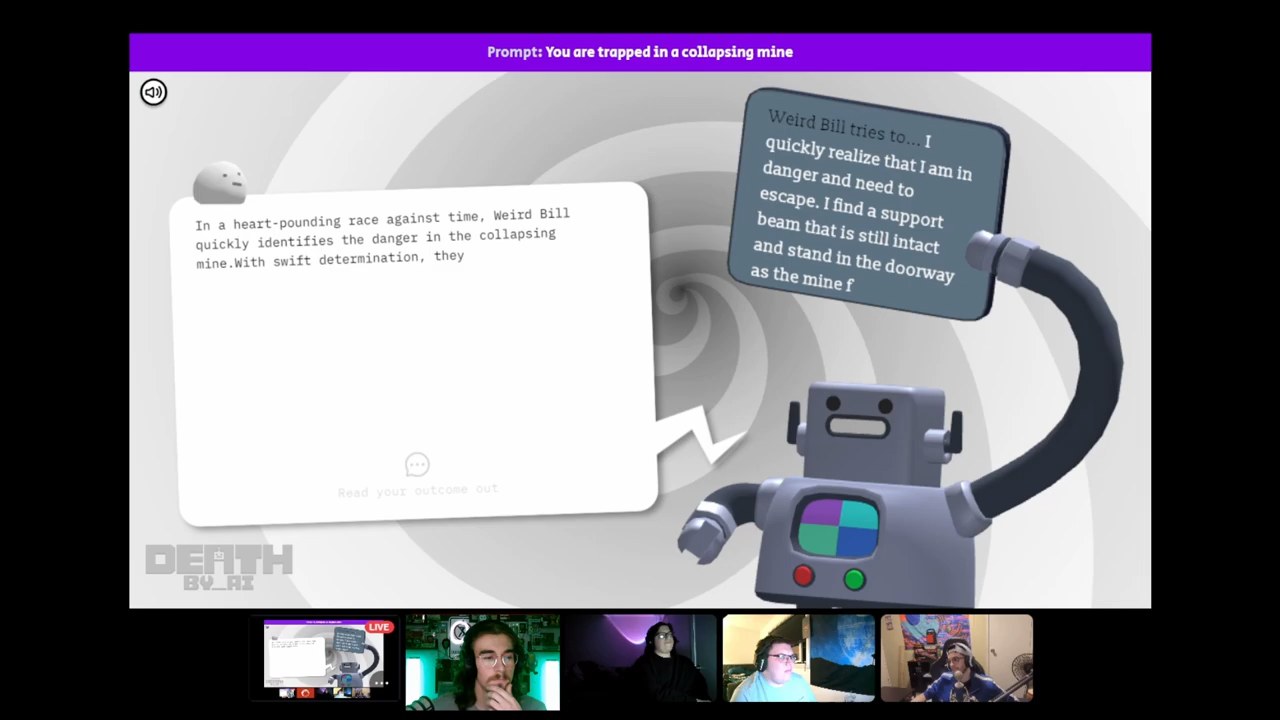 Prompt: You are trapped in a collapsing mine
Weird Bill tries to... I
quickly realize that I am in
danger and need to
escape. I find a support
beam that is still intact
and stand in the doorway
as the mine f
In a heart-pounding race against time, Weird Bill
quickly identifies the danger in the collapsing
mine.With swift determination, they
Read your outcome out
DEATH
BY_AI
LIVE